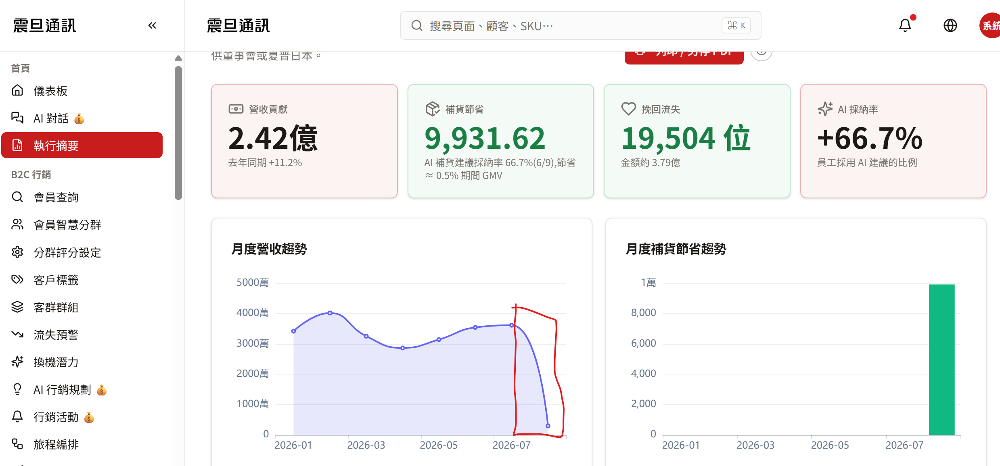 震旦通訊
震旦通訊
搜尋頁面、顧客、SKU…
⌘ K
系統
首頁
儀表板
AI 對話 💰
執行摘要
B2C 行銷
會員查詢
會員智慧分群
分群評分設定
客戶標籤
客群群組
流失預警
換機潛力
AI 行銷規劃 💰
行銷活動 💰
旅程編排
供董事會或夏普日本。
列印 / 另存 PDF
營收貢獻
2.42億
去年同期 +11.2%
補貨節省
9,931.62
AI 補貨建議採納率 66.7%(6/9),節省
≈ 0.5% 期間 GMV
挽回流失
19,504 位
金額約 3.79億
AI 採納率
+66.7%
員工採用 AI 建議的比例
月度營收趨勢
5000萬
4000萬
3000萬
2000萬
1000萬
0
2026-01
2026-03
2026-05
2026-07
月度補貨節省趨勢
1萬
8,000
6,000
4,000
2,000
0
2026-01
2026-03
2026-05
2026-07